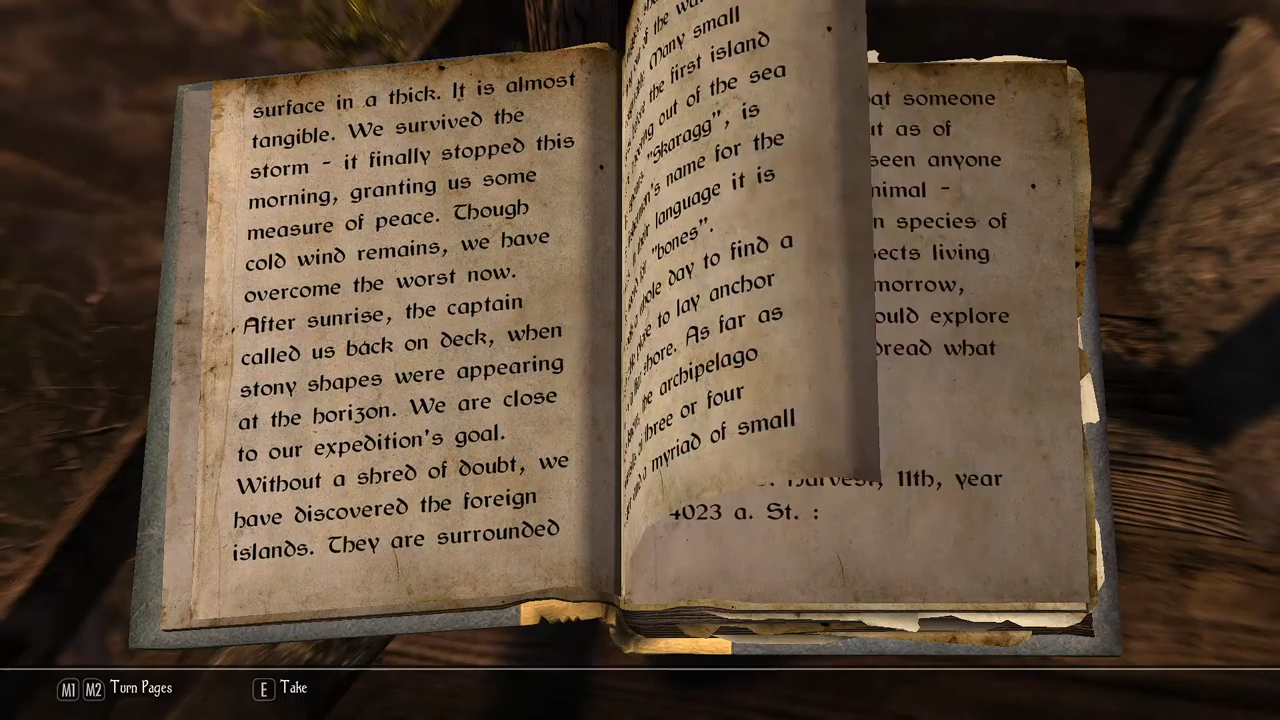 surface in a thick. It is almost
tangible. We survived the
storm - it finally stopped this
morning, granting us some
measure of peace. Though
cold wind remains, we have
overcome the worst now.
After sunrise, the captain
called us back on deck, when
stony shapes were appearing
at the horizon. We are close
to our expedition's goal.
Without a shred of doubt, we
have discovered the foreign
islands. They are surrounded
of the
Many small
the first island
out of the sea
"Skaragg", is
name for the
language it is
"bones".
whole day to find a
to lay anchor
shore. As far as
archipelago
three or four
myriad of small
someone
as of
seen anyone
-
species of
living
explore
what
Harvest, 11th, year
4023 a. St. :
M1 M2 Turn Pages
E Take